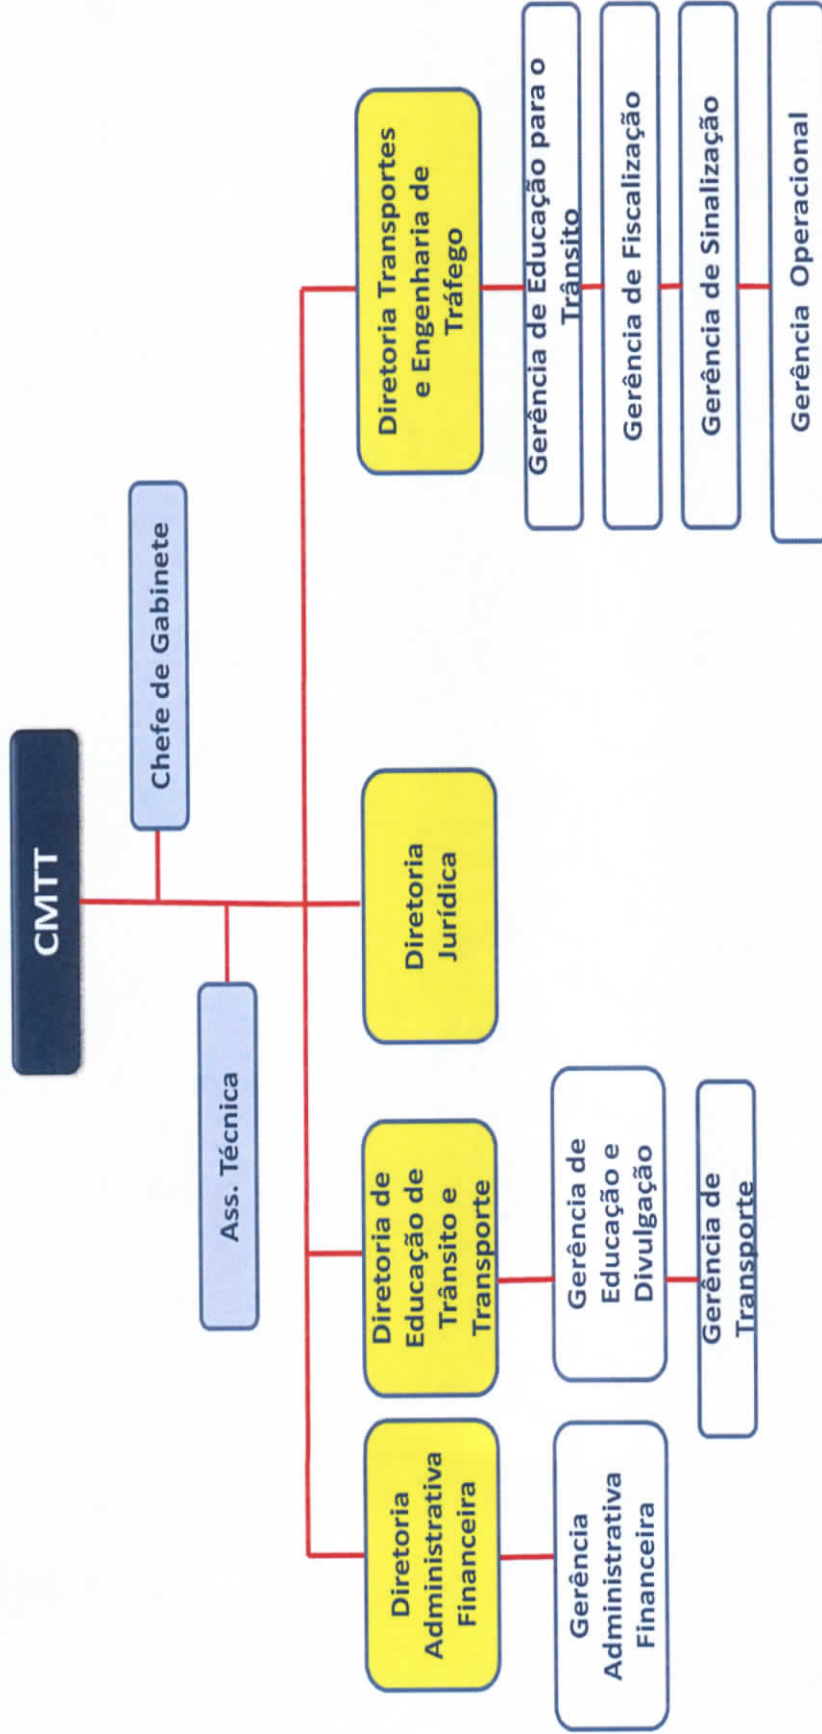 CMTT
Chefe de Gabinete
Ass. Técnica
Diretoria
Administrativa
Financeira
Diretoria de
Educação de
Trânsito e
Transporte
Diretoria
Jurídica
Diretoria Transportes
e Engenharia de
Tráfego
Gerência
Administrativa
Financeira
Gerência de
Educação e
Divulgação
Gerência de
Transporte
Gerência de Educação para o
Trânsito
Gerência de Fiscalização
Gerência de Sinalização
Gerência Operacional